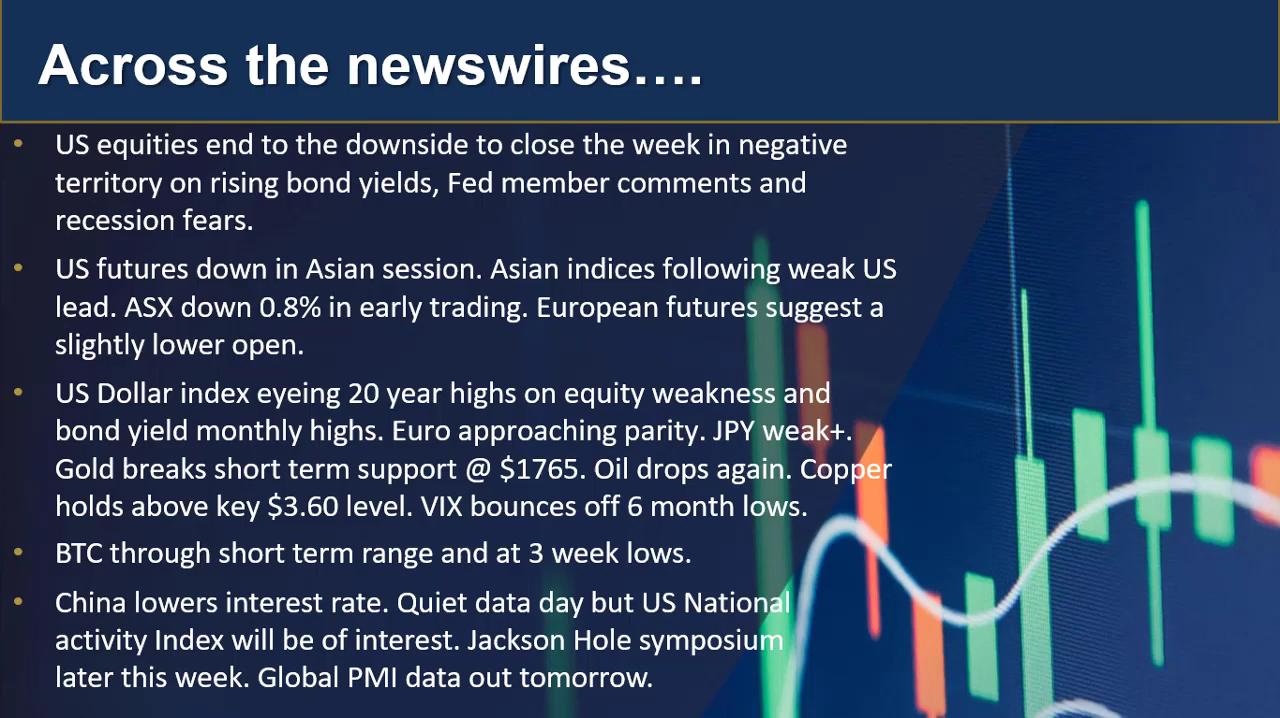 Across the newswires….
• US equities end to the downside to close the week in negative
territory on rising bond yields, Fed member comments and
recession fears.
• US futures down in Asian session. Asian indices following weak US
lead. ASX down 0.8% in early trading. European futures suggest a
slightly lower open.
• US Dollar index eyeing 20 year highs on equity weakness and
bond yield monthly highs. Euro approaching parity. JPY weak+.
Gold breaks short term support @ $1765. Oil drops again. Copper
holds above key $3.60 level. VIX bounces off 6 month lows.
• BTC through short term range and at 3 week lows.
• China lowers interest rate. Quiet data day but US National
activity Index will be of interest. Jackson Hole symposium
later this week. Global PMI data out tomorrow.